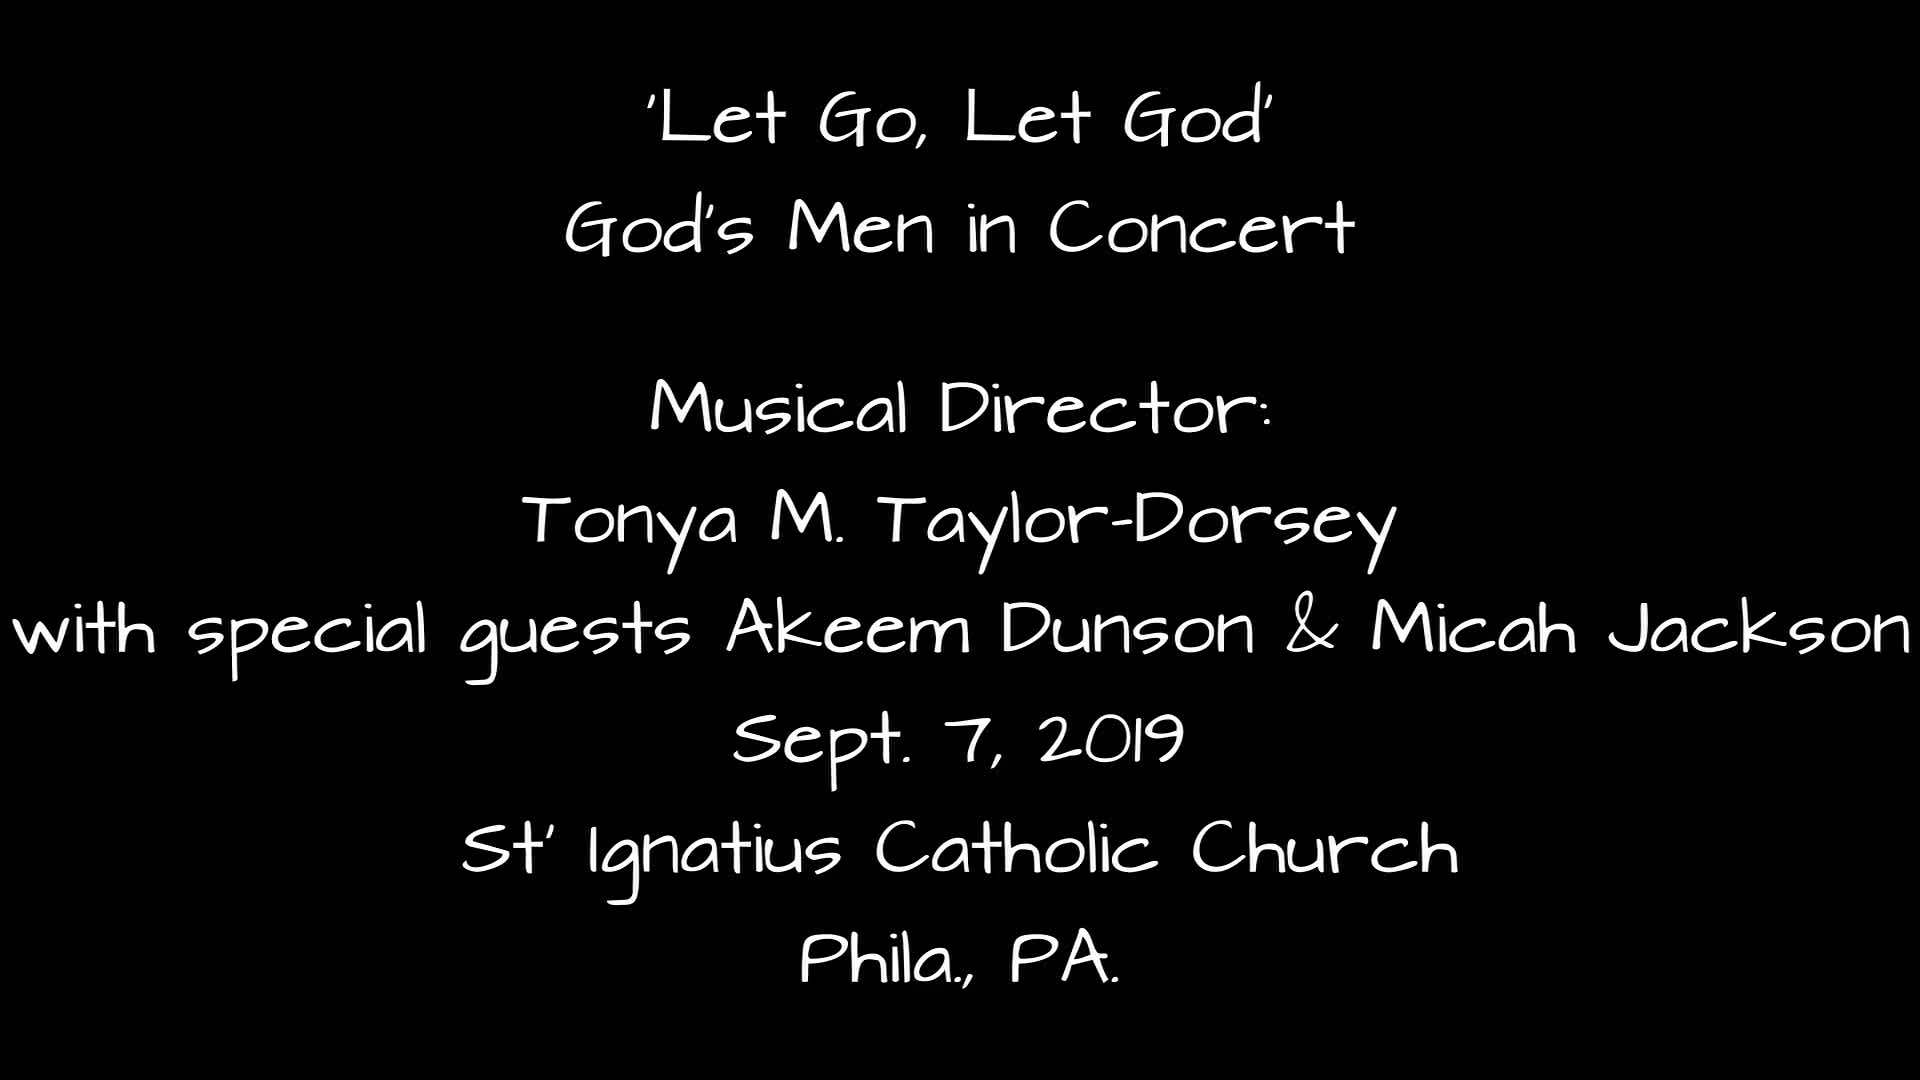 'Let Go, Let God'
God's Men in Concert
Musical Director:
Tonya M. Taylor-Dorsey
with special guests Akeem Dunson & Micah Jackson
Sept. 7, 2019
St' Ignatius Catholic Church
Phila., PA.